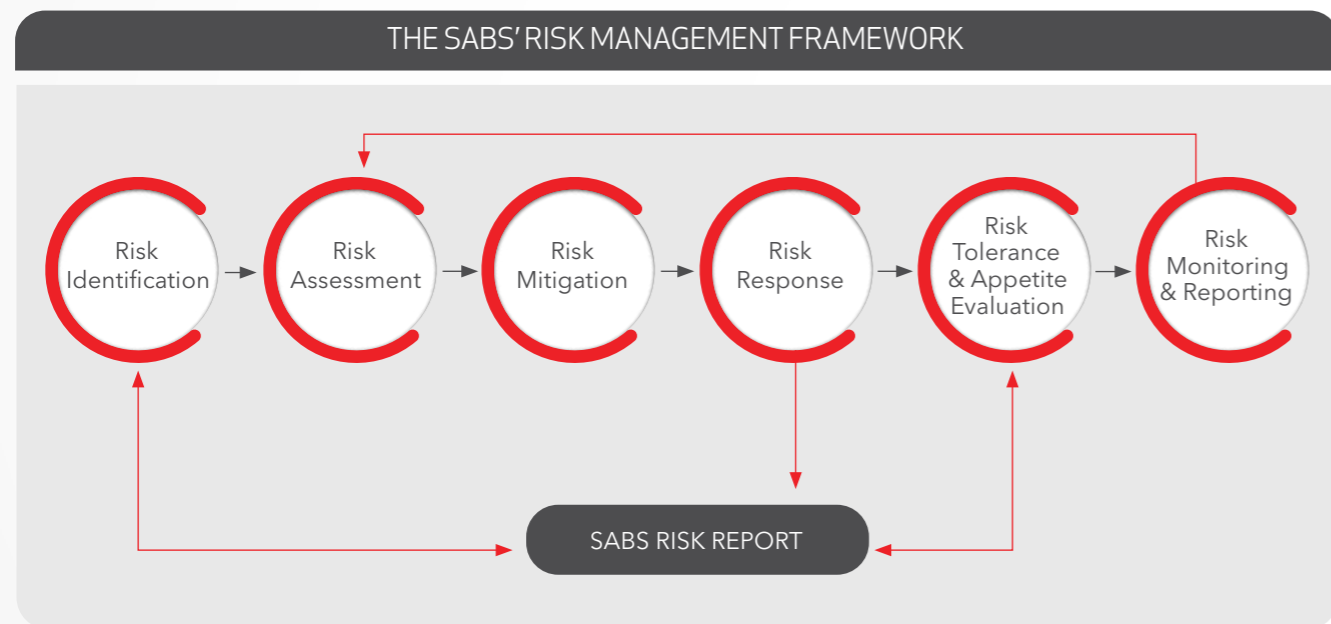 THE SABS' RISK MANAGEMENT FRAMEWORK
Risk
Identification
Risk
Assessment
Risk
Mitigation
Risk
Response
Risk
Tolerance
& Appetite
Evaluation
Risk
Monitoring
& Reporting
SABS RISK REPORT